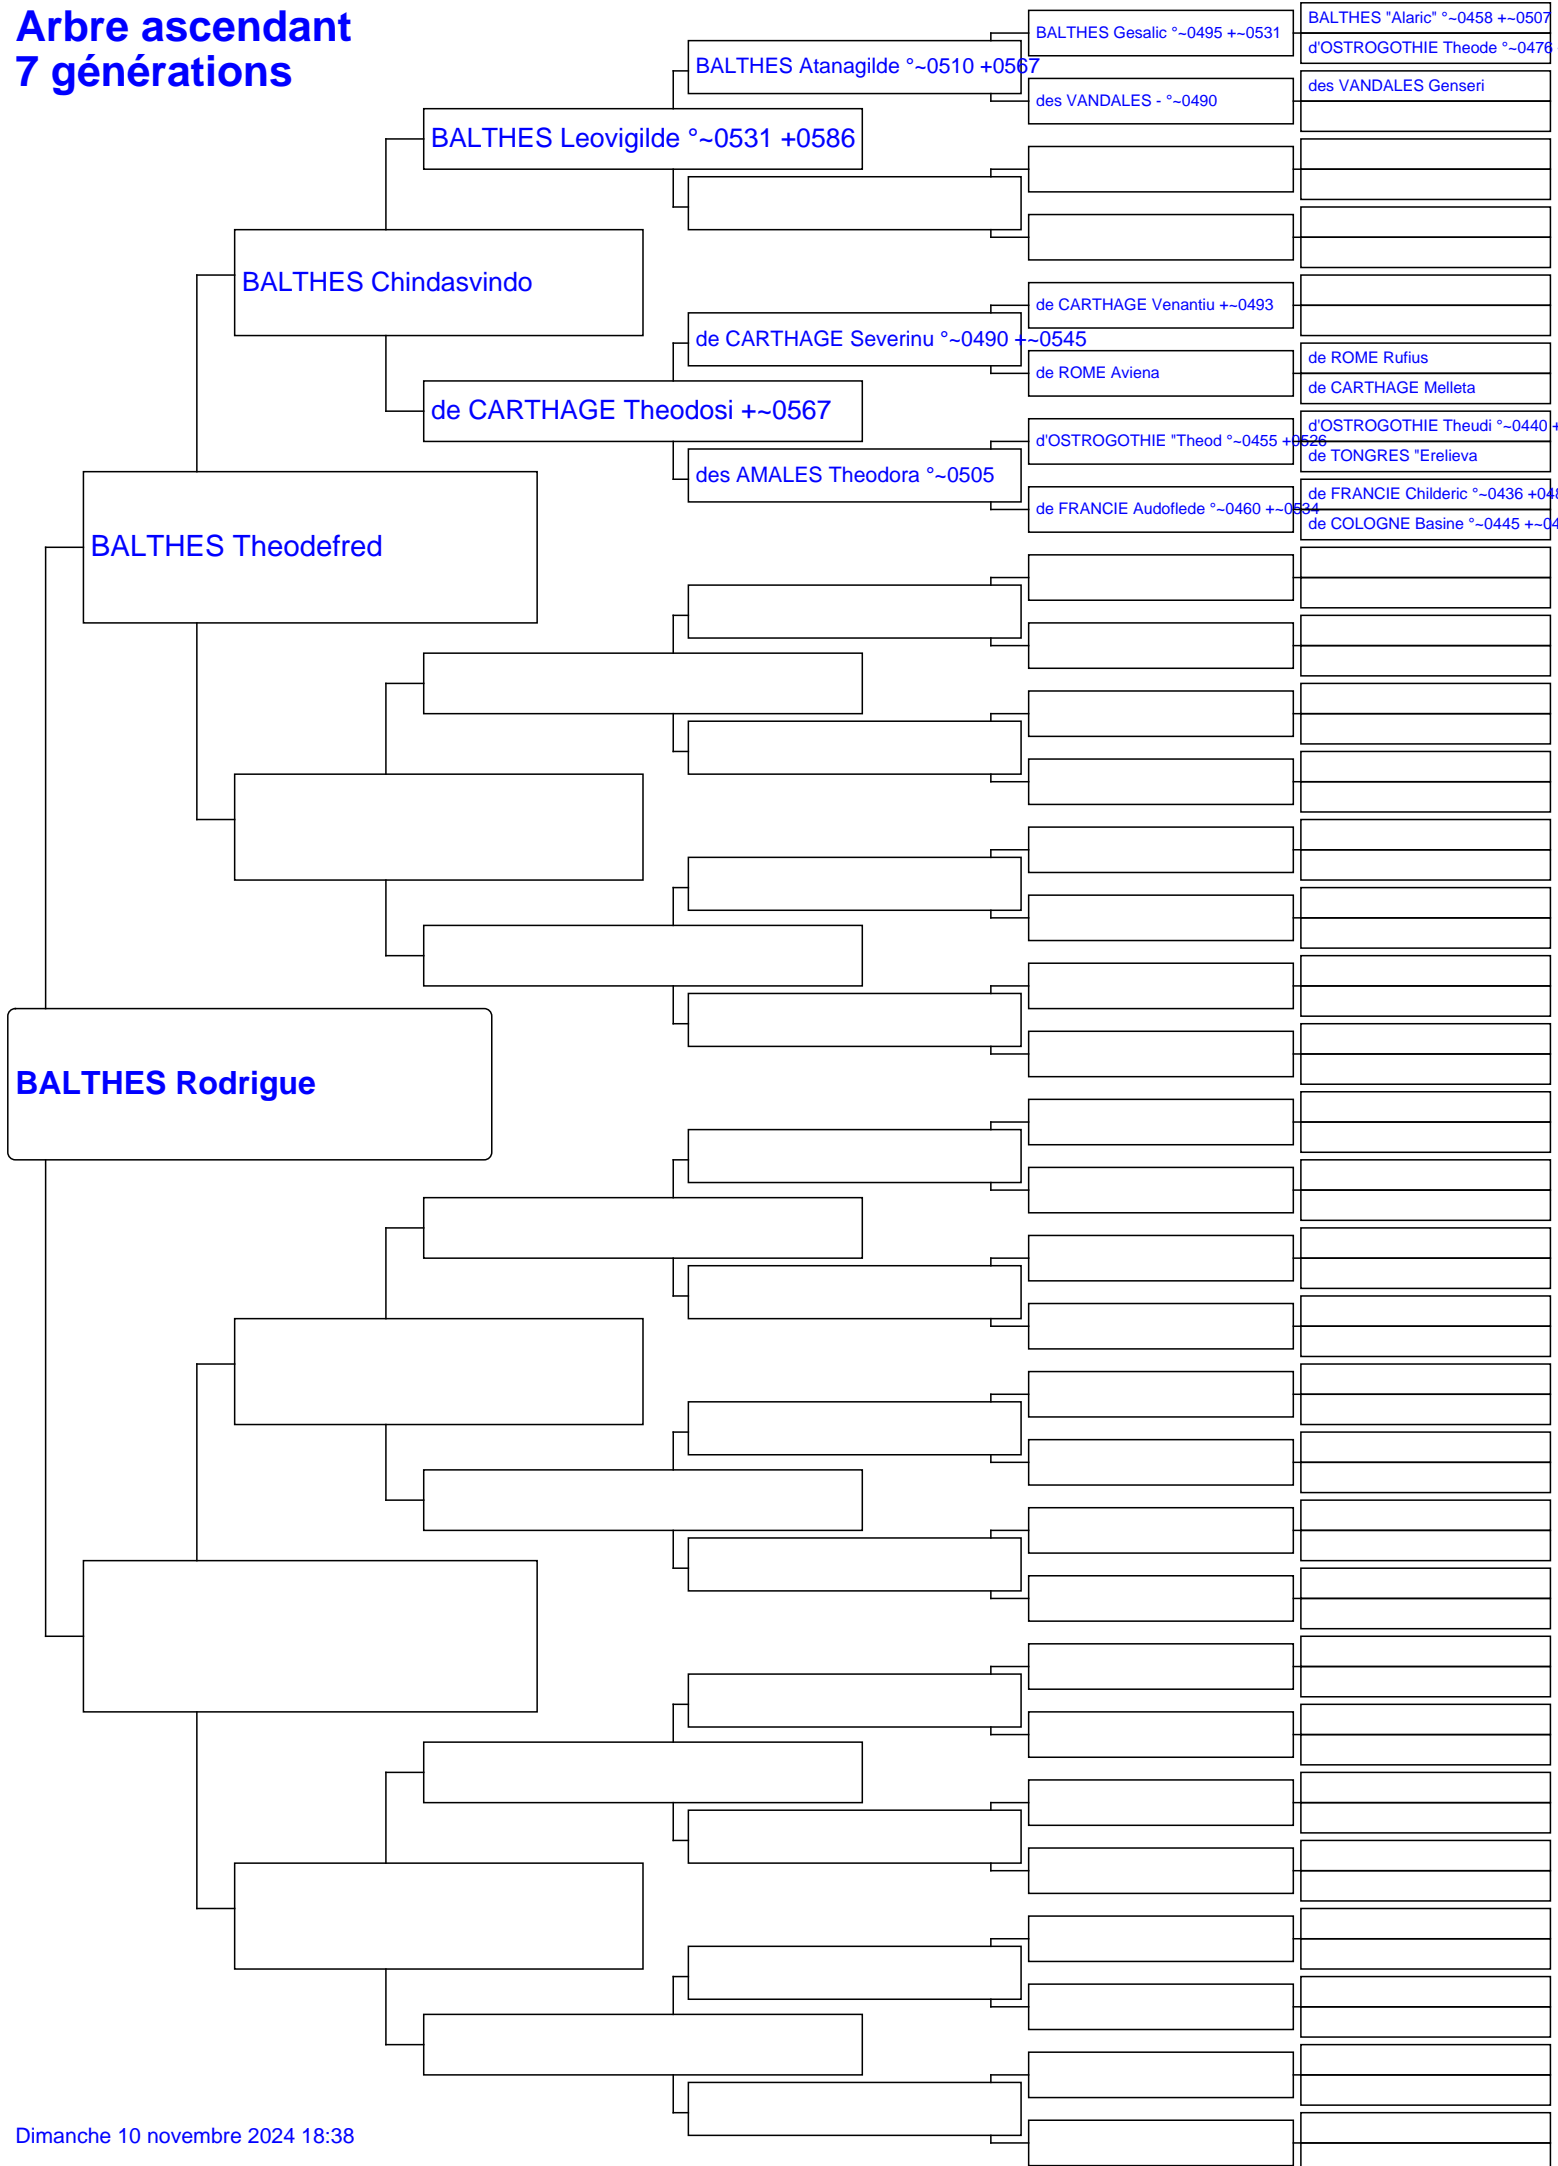 Arbre ascendant
7 générations
BALTHES "Alaric" °~0458 +~0507
BALTHES Gesalic °~0495 +~0531
d'OSTROGOTHIE Theode °~0476
BALTHES Atanagilde °~0510 +0567
des VANDALES Genseri
des VANDALES - °~0490
BALTHES Leovigilde °~0531 +0586
BALTHES Chindasvindo
de CARTHAGE Venantiu +~0493
de CARTHAGE Severinu °~0490 +~0545
de ROME Rufius
de ROME Aviena
de CARTHAGE Melleta
de CARTHAGE Theodosi +~0567
d'OSTROGOTHIE Theudi °~0440 +
d'OSTROGOTHIE "Theod °~0455 +0526
de TONGRES "Erelieva
des AMALES Theodora °~0505
de FRANCIE Childeric °~0436 +048
de FRANCIE Audoflede °~0460 +~0534
de COLOGNE Basine °~0445 +~04
BALTHES Theodefred
BALTHES Rodrigue
Dimanche 10 novembre 2024 18:38